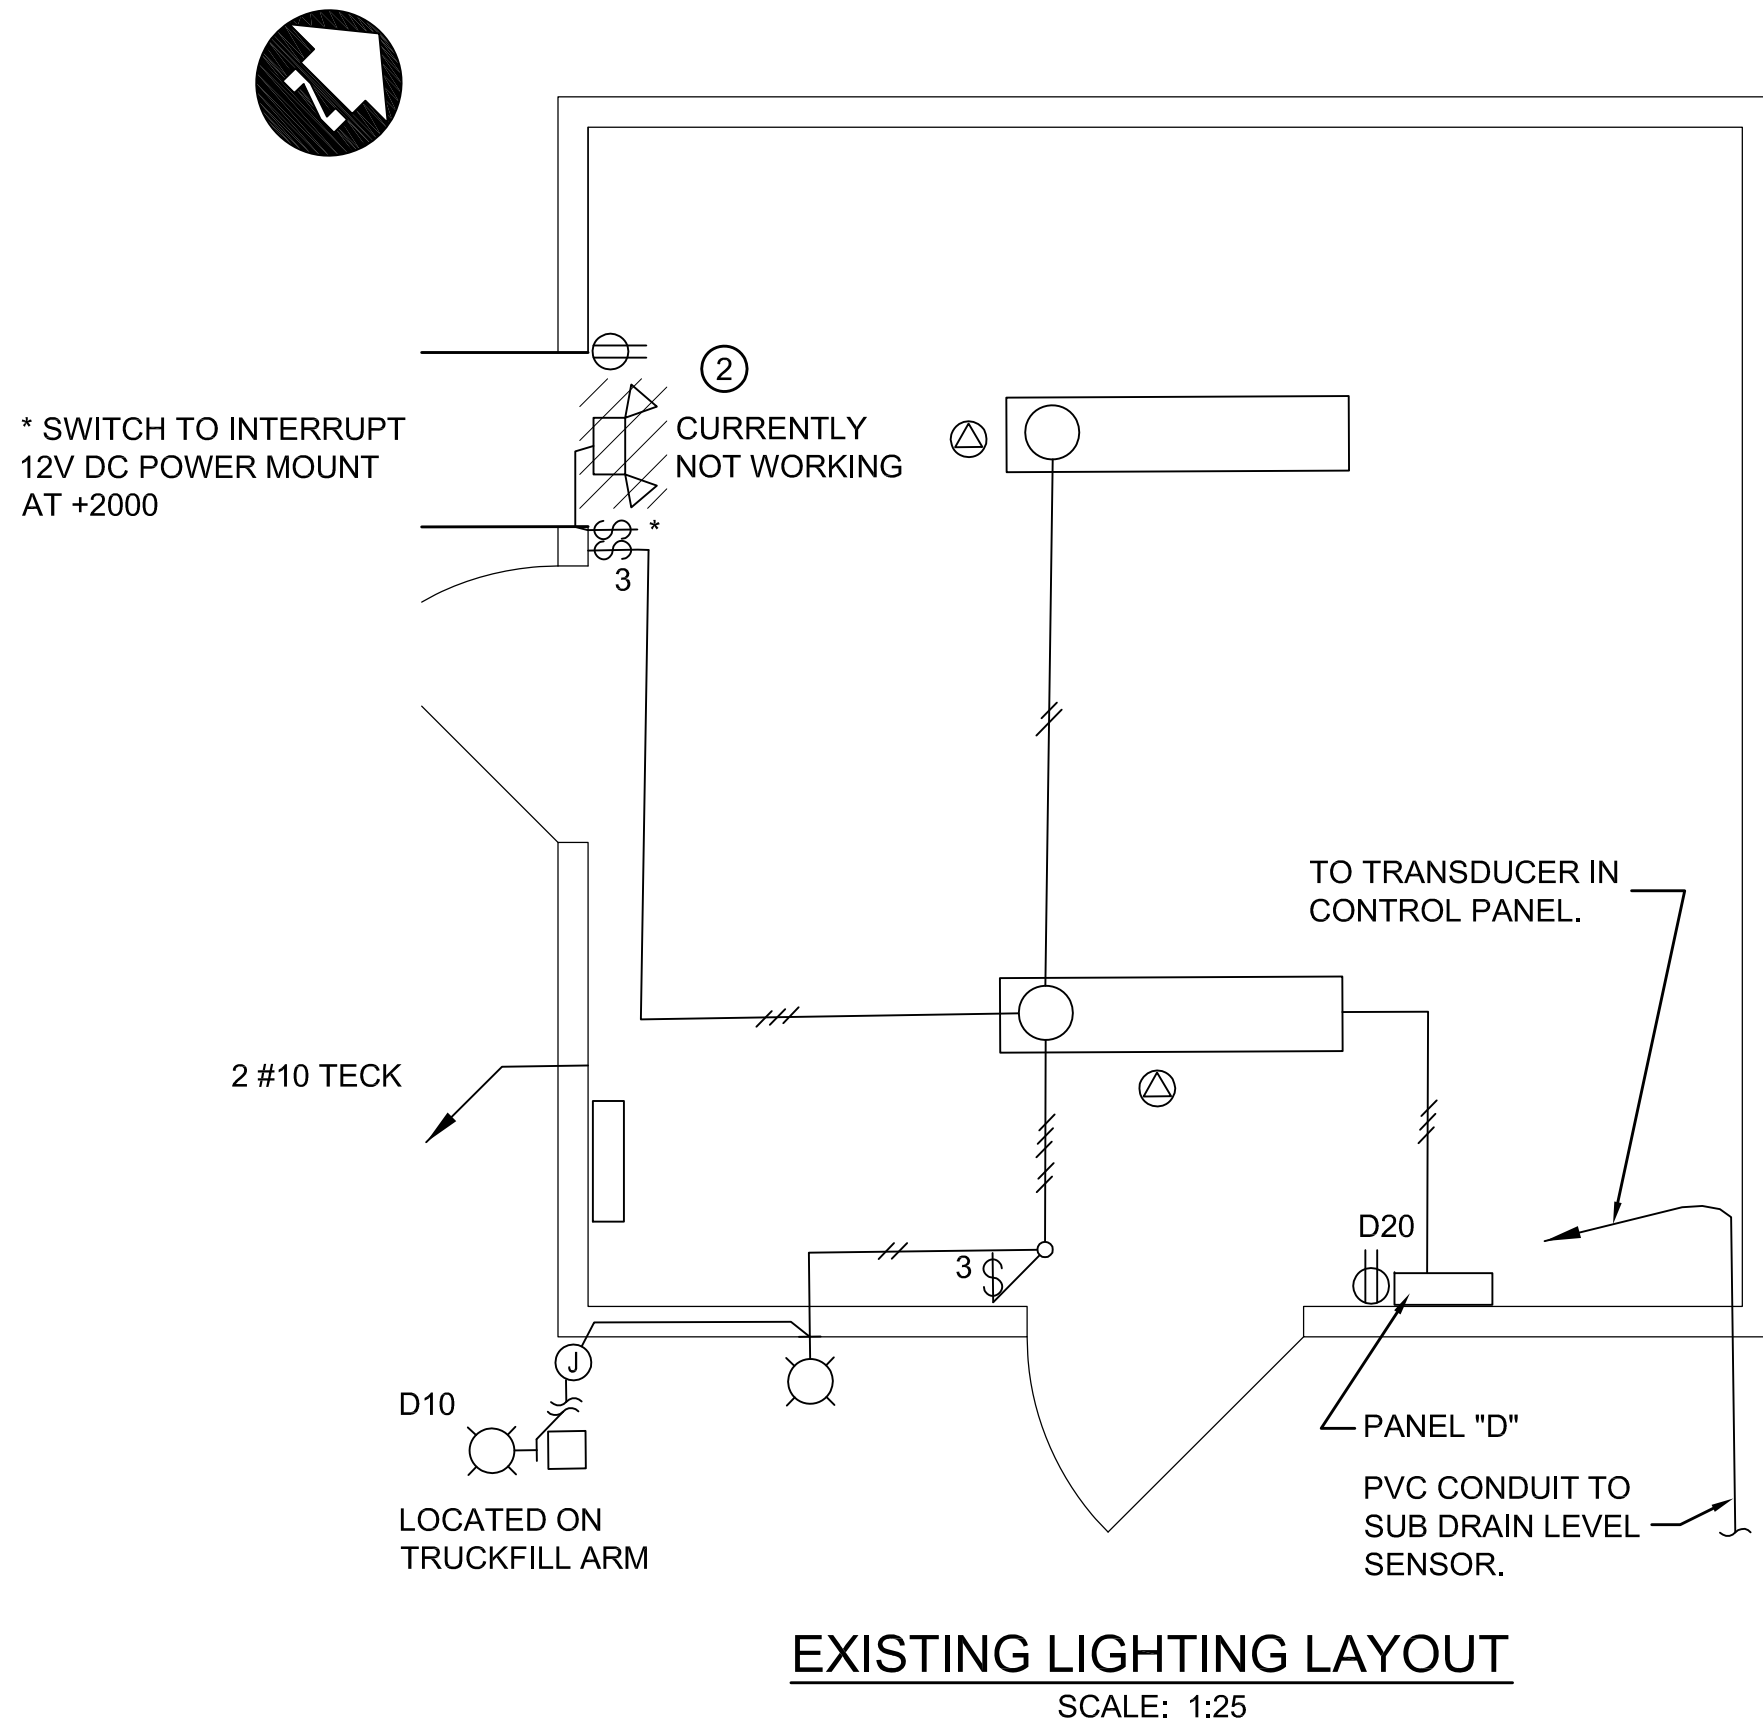 N
2
* SWITCH TO INTERRUPT
12V DC POWER MOUNT
AT +2000
CURRENTLY
NOT WORKING
*
3
TO TRANSDUCER IN
CONTROL PANEL.
2 #10 TECK
D20
3
J
D10
PANEL "D"
PVC CONDUIT TO
SUB DRAIN LEVEL
SENSOR.
LOCATED ON
TRUCKFILL ARM
EXISTING LIGHTING LAYOUT
SCALE: 1:25